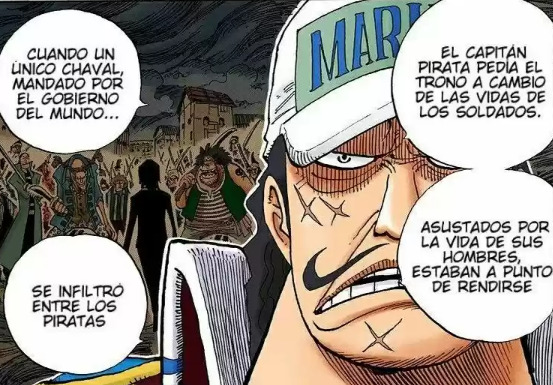 EL CAPITÁN
PIRATA PEDÍA EL
TRONO A CAMBIO
DE LAS VIDAS DE
LOS SOLDADOS.
ASUSTADOS POR
LA VIDA DE SUS
HOMBRES,
ESTABAN A PUNTO
DE RENDIRSE
CUANDO UN
ÚNICO CHAVAL,
MANDADO POR
EL GOBIERNO
DEL MUNDO...
SE INFILTRÓ
ENTRE LOS
PIRATAS
MAR